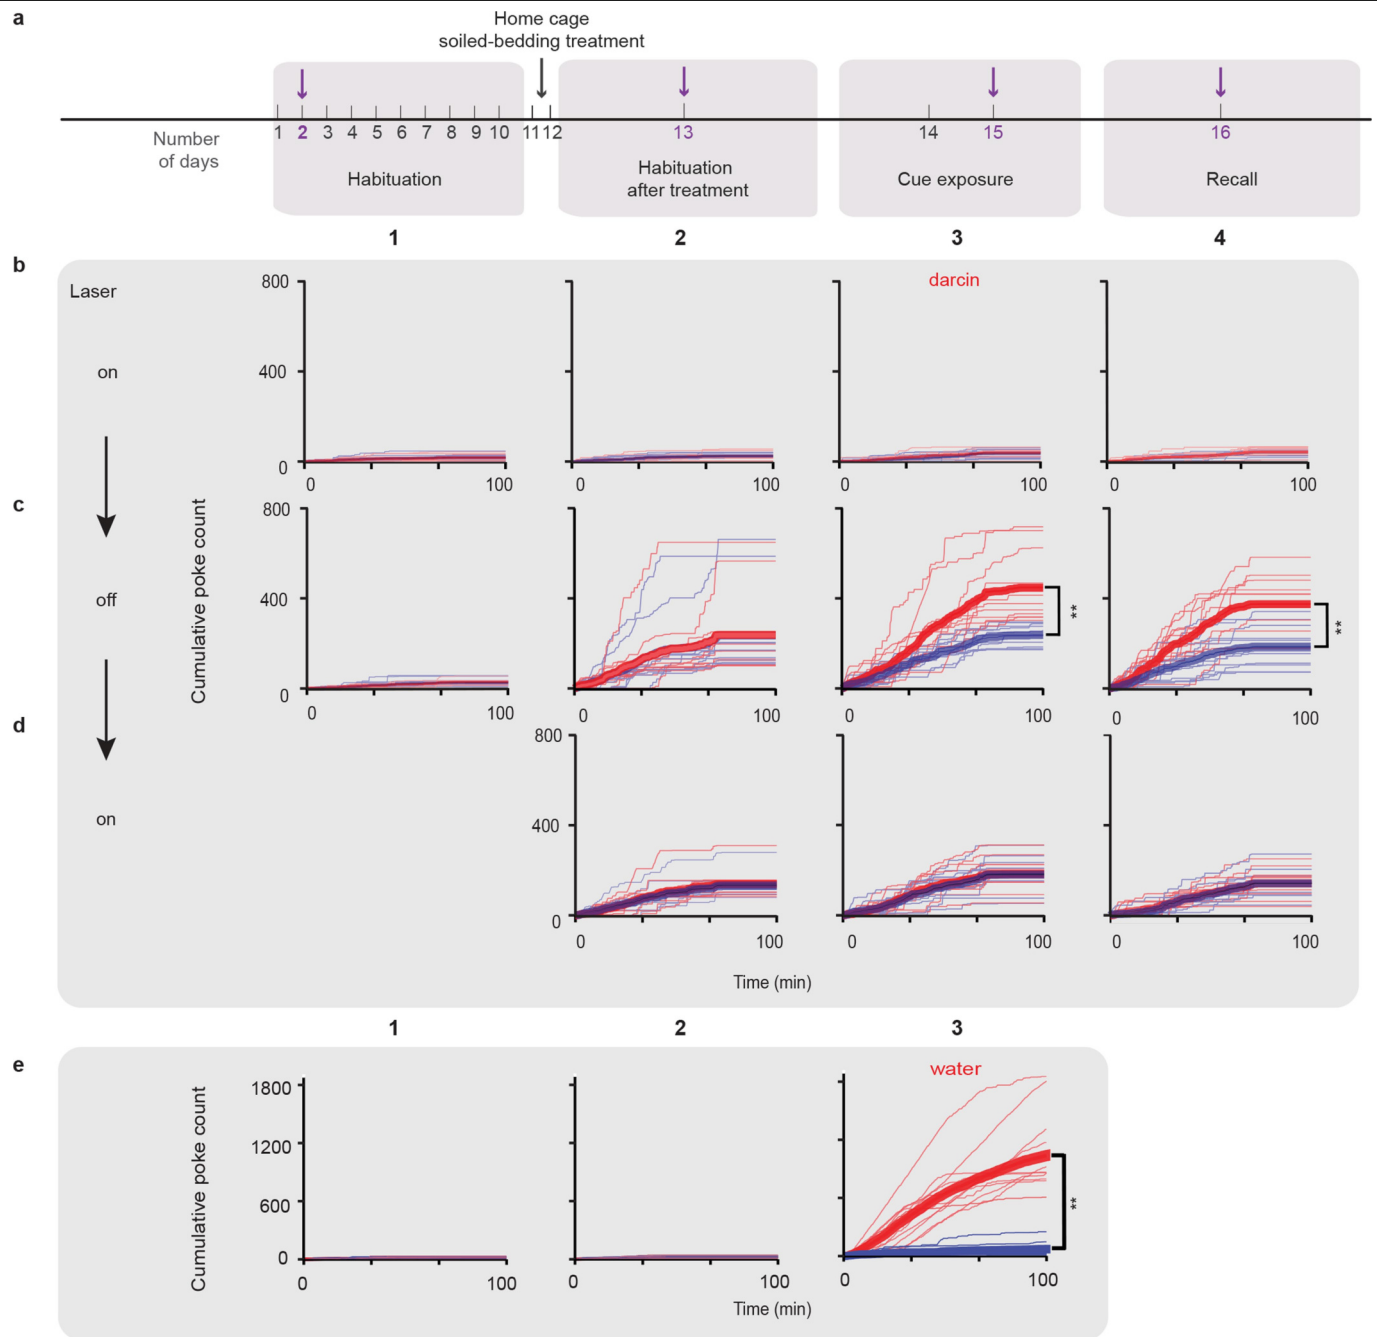 a
Home cage
soiled-bedding treatment
Number
of days
1 2 3 4 5 6 7 8 9 10 11 12 13 14 15 16
Habituation
Habituation
after treatment
Cue exposure
Recall
1 2 3 4
b
Laser
on
800
400
0
0 100
0 100
darcin
0 100
0 100
c
off
Cumulative poke count
800
400
0
0 100
0 100
**
0 100
**
0 100
d
on
800
400
0
0 100
0 100
0 100
Time (min)
1 2 3
e
Cumulative poke count
1800
1200
600
0
0 100
0 100
water
**
0 100
Time (min)